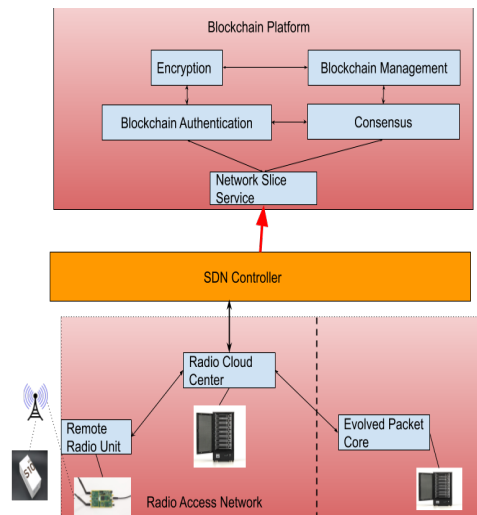 Blockchain Platform
Encryption
Blockchain Management
Blockchain Authentication
Consensus
Network Slice
Service
SDN Controller
Radio Cloud
Center
Remote
Radio Unit
Evolved Packet
Core
Radio Access Network